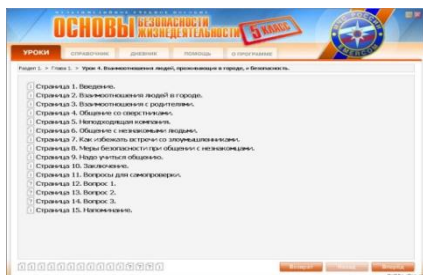 ОСНОВЫ БЕЗОПАСНОСТИ
ЖИЗНЕДЕЯТЕЛЬНОСТИ
5 КЛАСС
EMERCOM
УРОКИ
СПРАВОЧНИК
ДНЕВНИК
ПОМОЩЬ
О ПРОГРАММЕ
Раздел 1. » Глава 1. » Урок 4. Взаимоотношения людей, проживающих в городе, и безопасность.
Страница 1. Введение.
Страница 2. Взаимоотношения людей в городе.
Страница 3. Взаимоотношения с родителями.
Страница 4. Общение со сверстниками.
Страница 5. Неподходящая компания.
Страница 6. Общение с незнакомыми людьми.
Страница 7. Как избежать встречи со злоумышленниками.
Страница 8. Меры безопасности при общении с незнакомцами.
Страница 9. Надо учиться общению.
Страница 10. Заключение.
Страница 11. Вопросы для самопроверки.
Страница 12. Вопрос 1.
Страница 13. Вопрос 2.
Страница 14. Вопрос 3.
Страница 15. Напоминание.